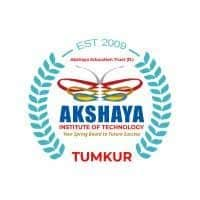 EST 2009
Akshaya Education Trust (R.)
AKSHAYA
INSTITUTE OF TECHNOLOGY
Your Spring Board to Future Success
TUMKUR